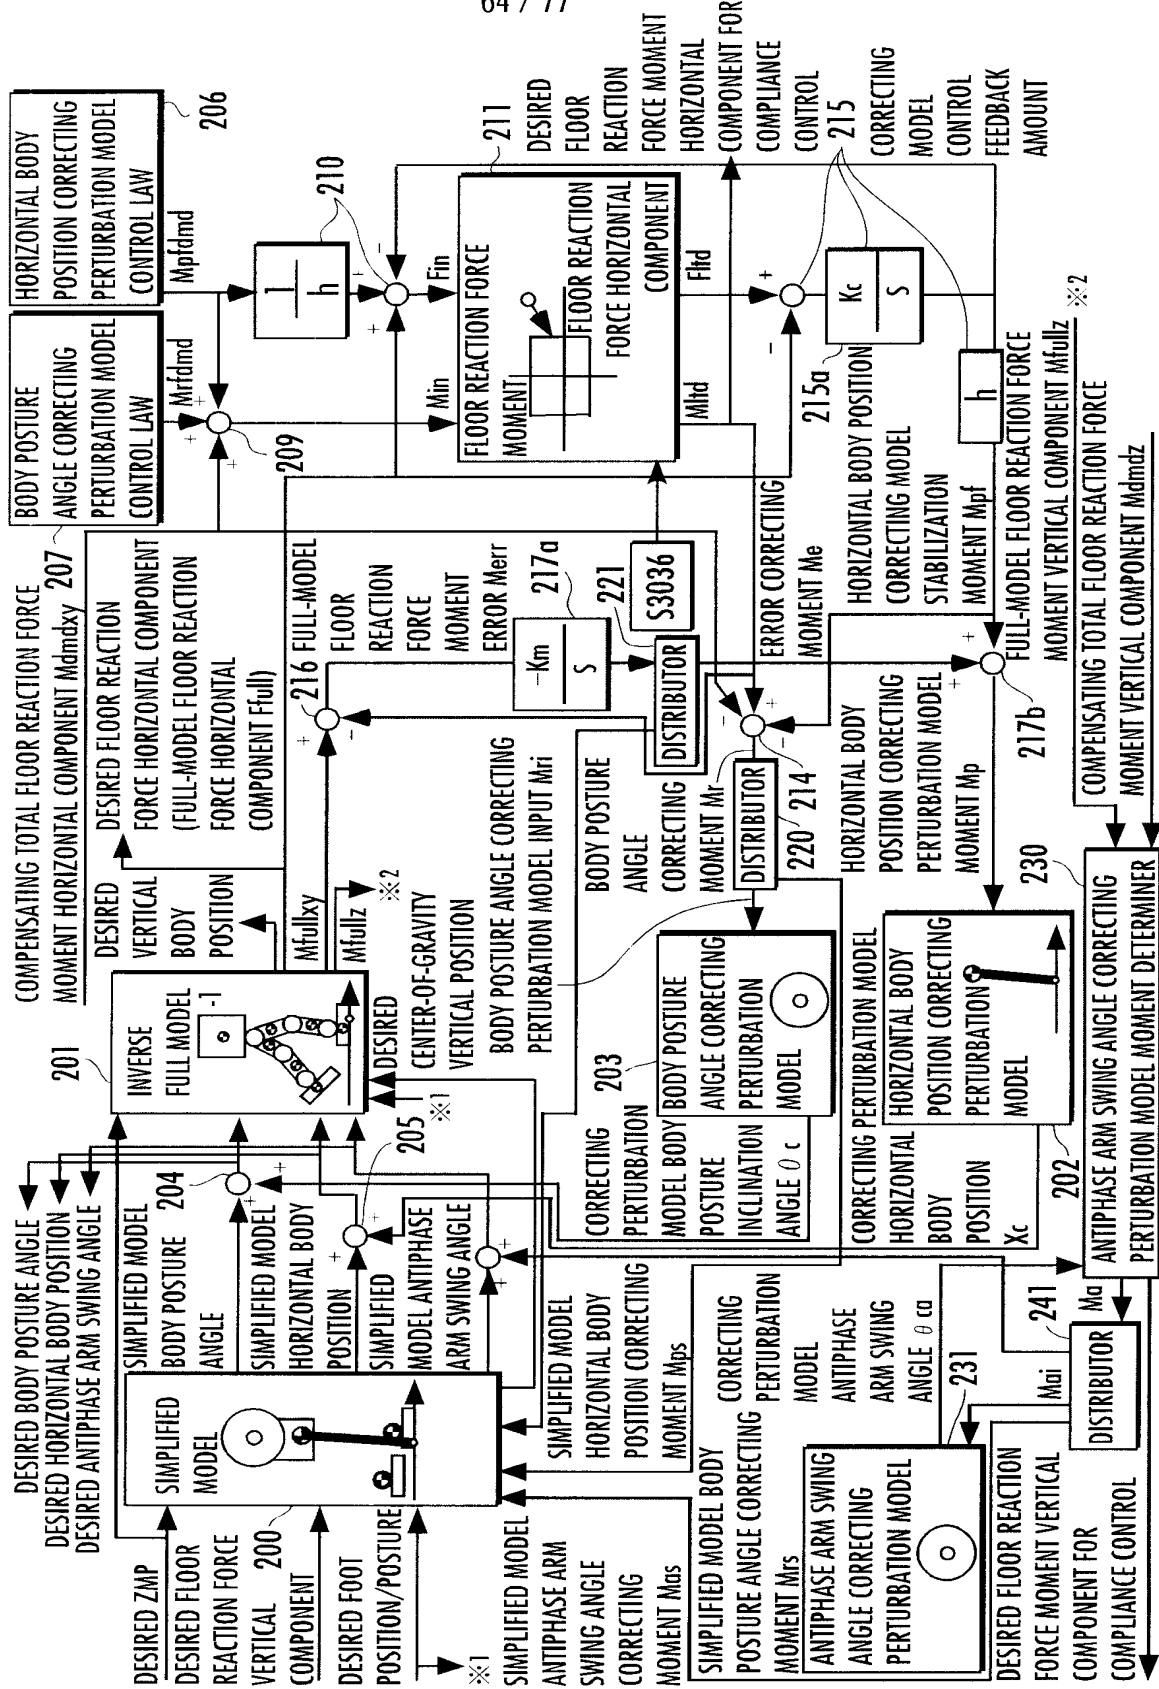 64 / 77
COMPENSATING TOTAL FLOOR REACTION FORCE
MOMENT HORIZONTAL COMPONENT Mdmdxy
207
BODY POSTURE
ANGLE CORRECTING
PERTURBATION MODEL
CONTROL LAW
Mrfdmd
HORIZONTAL BODY
POSITION CORRECTING
PERTURBATION MODEL
CONTROL LAW
206
Mpfdmd
209
1
h
210
Fin
Min
211
FLOOR REACTION FORCE
MOMENT
FLOOR REACTION
FORCE HORIZONTAL
COMPONENT
Mltd
Fltd
DESIRED
FLOOR
REACTION
FORCE MOMENT
HORIZONTAL
COMPONENT FOR
COMPLIANCE
CONTROL
215
CORRECTING
MODEL
CONTROL
FEEDBACK
AMOUNT
Kc
S
215a
h
DESIRED BODY POSTURE ANGLE
DESIRED HORIZONTAL BODY POSITION
DESIRED ANTIPHASE ARM SWING ANGLE
DESIRED
VERTICAL
BODY
POSITION
DESIRED FLOOR REACTION
FORCE HORIZONTAL COMPONENT
(FULL-MODEL FLOOR REACTION
FORCE HORIZONTAL
COMPONENT Ffull)
201
INVERSE
FULL MODEL
-1
Mfullxy
Mfullz
※2
216
FULL-MODEL
FLOOR
REACTION
FORCE
MOMENT
ERROR Merr
217a
-Km
S
221
DISTRIBUTOR
S3036
ERROR CORRECTING
MOMENT Me
HORIZONTAL BODY POSITION
CORRECTING MODEL
STABILIZATION
MOMENT Mpf
DESIRED
CENTER-OF-GRAVITY
VERTICAL POSITION
※1
BODY POSTURE ANGLE CORRECTING
PERTURBATION MODEL INPUT Mri
BODY POSTURE
ANGLE
CORRECTING
MOMENT Mr
214
DISTRIBUTOR
220
HORIZONTAL BODY
POSITION CORRECTING
PERTURBATION MODEL
MOMENT Mp
217b
FULL-MODEL FLOOR REACTION FORCE
MOMENT VERTICAL COMPONENT Mfullz ※2
COMPENSATING TOTAL FLOOR REACTION FORCE
MOMENT VERTICAL COMPONENT Mdmdz
DESIRED ZMP
DESIRED FLOOR
REACTION FORCE
VERTICAL
COMPONENT
DESIRED FOOT
POSITION/POSTURE
※1
200
SIMPLIFIED
MODEL
SIMPLIFIED MODEL
BODY POSTURE
ANGLE
204
SIMPLIFIED MODEL
HORIZONTAL BODY
POSITION
205
SIMPLIFIED
MODEL ANTIPHASE
ARM SWING ANGLE
203
BODY POSTURE
ANGLE CORRECTING
PERTURBATION
MODEL
CORRECTING
PERTURBATION
MODEL BODY
POSTURE
INCLINATION
ANGLE θ c
CORRECTING PERTURBATION MODEL
HORIZONTAL
BODY
POSITION
Xc
HORIZONTAL BODY
POSITION CORRECTING
PERTURBATION
MODEL
202
230
ANTIPHASE ARM SWING ANGLE CORRECTING
PERTURBATION MODEL MOMENT DETERMINER
SIMPLIFIED MODEL
HORIZONTAL BODY
POSITION CORRECTING
MOMENT Mps
CORRECTING
PERTURBATION
MODEL
ANTIPHASE
ARM SWING
ANGLE θ ca
SIMPLIFIED MODEL
ANTIPHASE ARM
SWING ANGLE
CORRECTING
MOMENT Mas
SIMPLIFIED MODEL BODY
POSTURE ANGLE CORRECTING
MOMENT Mrs
231
ANTIPHASE ARM SWING
ANGLE CORRECTING
PERTURBATION MODEL
Mai
241
Ma
DISTRIBUTOR
DESIRED FLOOR REACTION
FORCE MOMENT VERTICAL
COMPONENT FOR
COMPLIANCE CONTROL